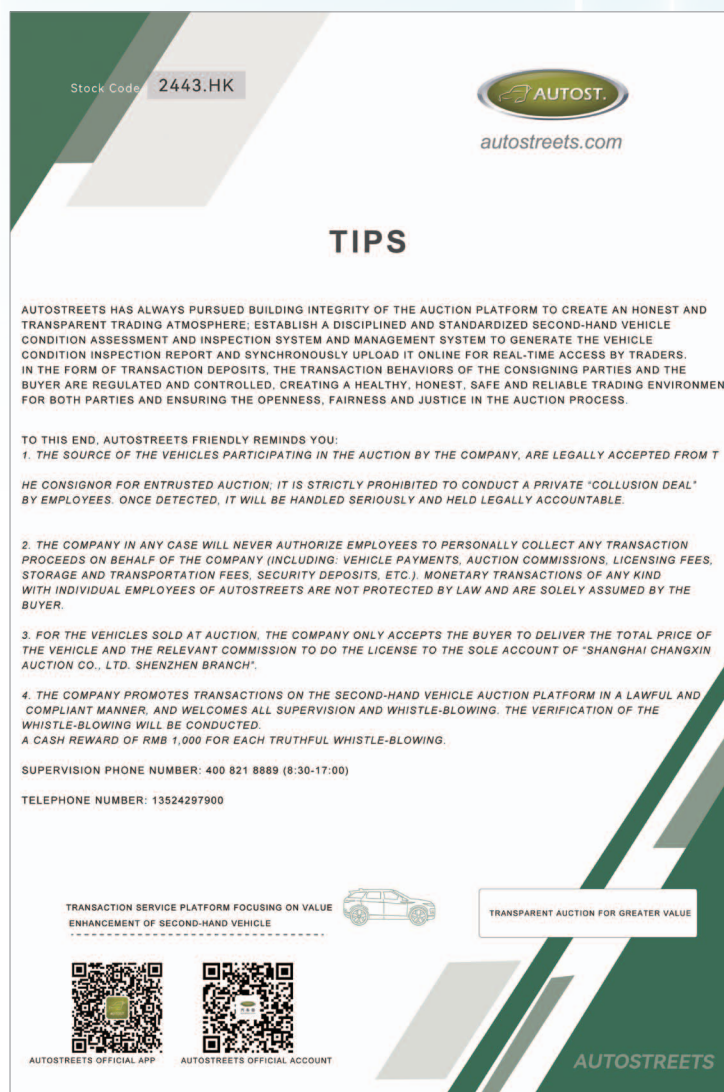 Stock Code 2443.HK
AUTOST.
autostreets.com
TIPS
AUTOSTREETS HAS ALWAYS PURSUED BUILDING INTEGRITY OF THE AUCTION PLATFORM TO CREATE AN HONEST AND
TRANSPARENT TRADING ATMOSPHERE; ESTABLISH A DISCIPLINED AND STANDARDIZED SECOND-HAND VEHICLE
CONDITION ASSESSMENT AND INSPECTION SYSTEM AND MANAGEMENT SYSTEM TO GENERATE THE VEHICLE
CONDITION INSPECTION REPORT AND SYNCHRONOUSLY UPLOAD IT ONLINE FOR REAL-TIME ACCESS BY TRADERS.
IN THE FORM OF TRANSACTION DEPOSITS, THE TRANSACTION BEHAVIORS OF THE CONSIGNING PARTIES AND THE
BUYER ARE REGULATED AND CONTROLLED, CREATING A HEALTHY, HONEST, SAFE AND RELIABLE TRADING ENVIRONMEN
FOR BOTH PARTIES AND ENSURING THE OPENNESS, FAIRNESS AND JUSTICE IN THE AUCTION PROCESS.
TO THIS END, AUTOSTREETS FRIENDLY REMINDS YOU:
1. THE SOURCE OF THE VEHICLES PARTICIPATING IN THE AUCTION BY THE COMPANY, ARE LEGALLY ACCEPTED FROM T
HE CONSIGNOR FOR ENTRUSTED AUCTION; IT IS STRICTLY PROHIBITED TO CONDUCT A PRIVATE "COLLUSION DEAL"
BY EMPLOYEES. ONCE DETECTED, IT WILL BE HANDLED SERIOUSLY AND HELD LEGALLY ACCOUNTABLE.
2. THE COMPANY IN ANY CASE WILL NEVER AUTHORIZE EMPLOYEES TO PERSONALLY COLLECT ANY TRANSACTION
PROCEEDS ON BEHALF OF THE COMPANY (INCLUDING: VEHICLE PAYMENTS, AUCTION COMMISSIONS, LICENSING FEES,
STORAGE AND TRANSPORTATION FEES, SECURITY DEPOSITS, ETC.). MONETARY TRANSACTIONS OF ANY KIND
WITH INDIVIDUAL EMPLOYEES OF AUTOSTREETS ARE NOT PROTECTED BY LAW AND ARE SOLELY ASSUMED BY THE
BUYER.
3. FOR THE VEHICLES SOLD AT AUCTION, THE COMPANY ONLY ACCEPTS THE BUYER TO DELIVER THE TOTAL PRICE OF
THE VEHICLE AND THE RELEVANT COMMISSION TO DO THE LICENSE TO THE SOLE ACCOUNT OF "SHANGHAI CHANGXIN
AUCTION CO., LTD. SHENZHEN BRANCH".
4. THE COMPANY PROMOTES TRANSACTIONS ON THE SECOND-HAND VEHICLE AUCTION PLATFORM IN A LAWFUL AND
COMPLIANT MANNER, AND WELCOMES ALL SUPERVISION AND WHISTLE-BLOWING. THE VERIFICATION OF THE
WHISTLE-BLOWING WILL BE CONDUCTED.
A CASH REWARD OF RMB 1,000 FOR EACH TRUTHFUL WHISTLE-BLOWING.
SUPERVISION PHONE NUMBER: 400 821 8889 (8:30-17:00)
TELEPHONE NUMBER: 13524297900
TRANSACTION SERVICE PLATFORM FOCUSING ON VALUE
ENHANCEMENT OF SECOND-HAND VEHICLE
TRANSPARENT AUCTION FOR GREATER VALUE
AUTOSTREETS OFFICIAL APP
AUTOSTREETS OFFICIAL ACCOUNT
AUTOSTREETS